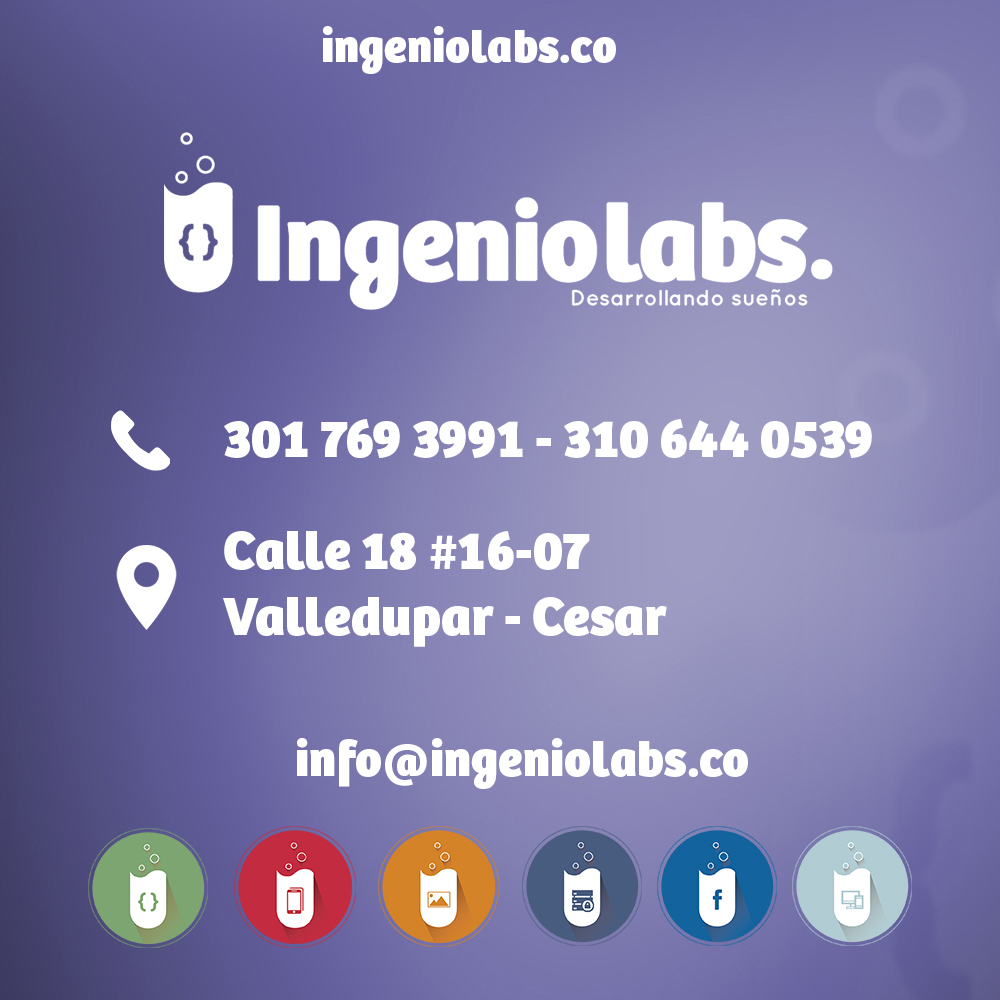 ingeniolabs.co
{} Ingeniolabs.
Desarrollando sueños
301 769 3991 - 310 644 0539
Calle 18 #16-07
Valledupar - Cesar
info@ingeniolabs.co
{} f